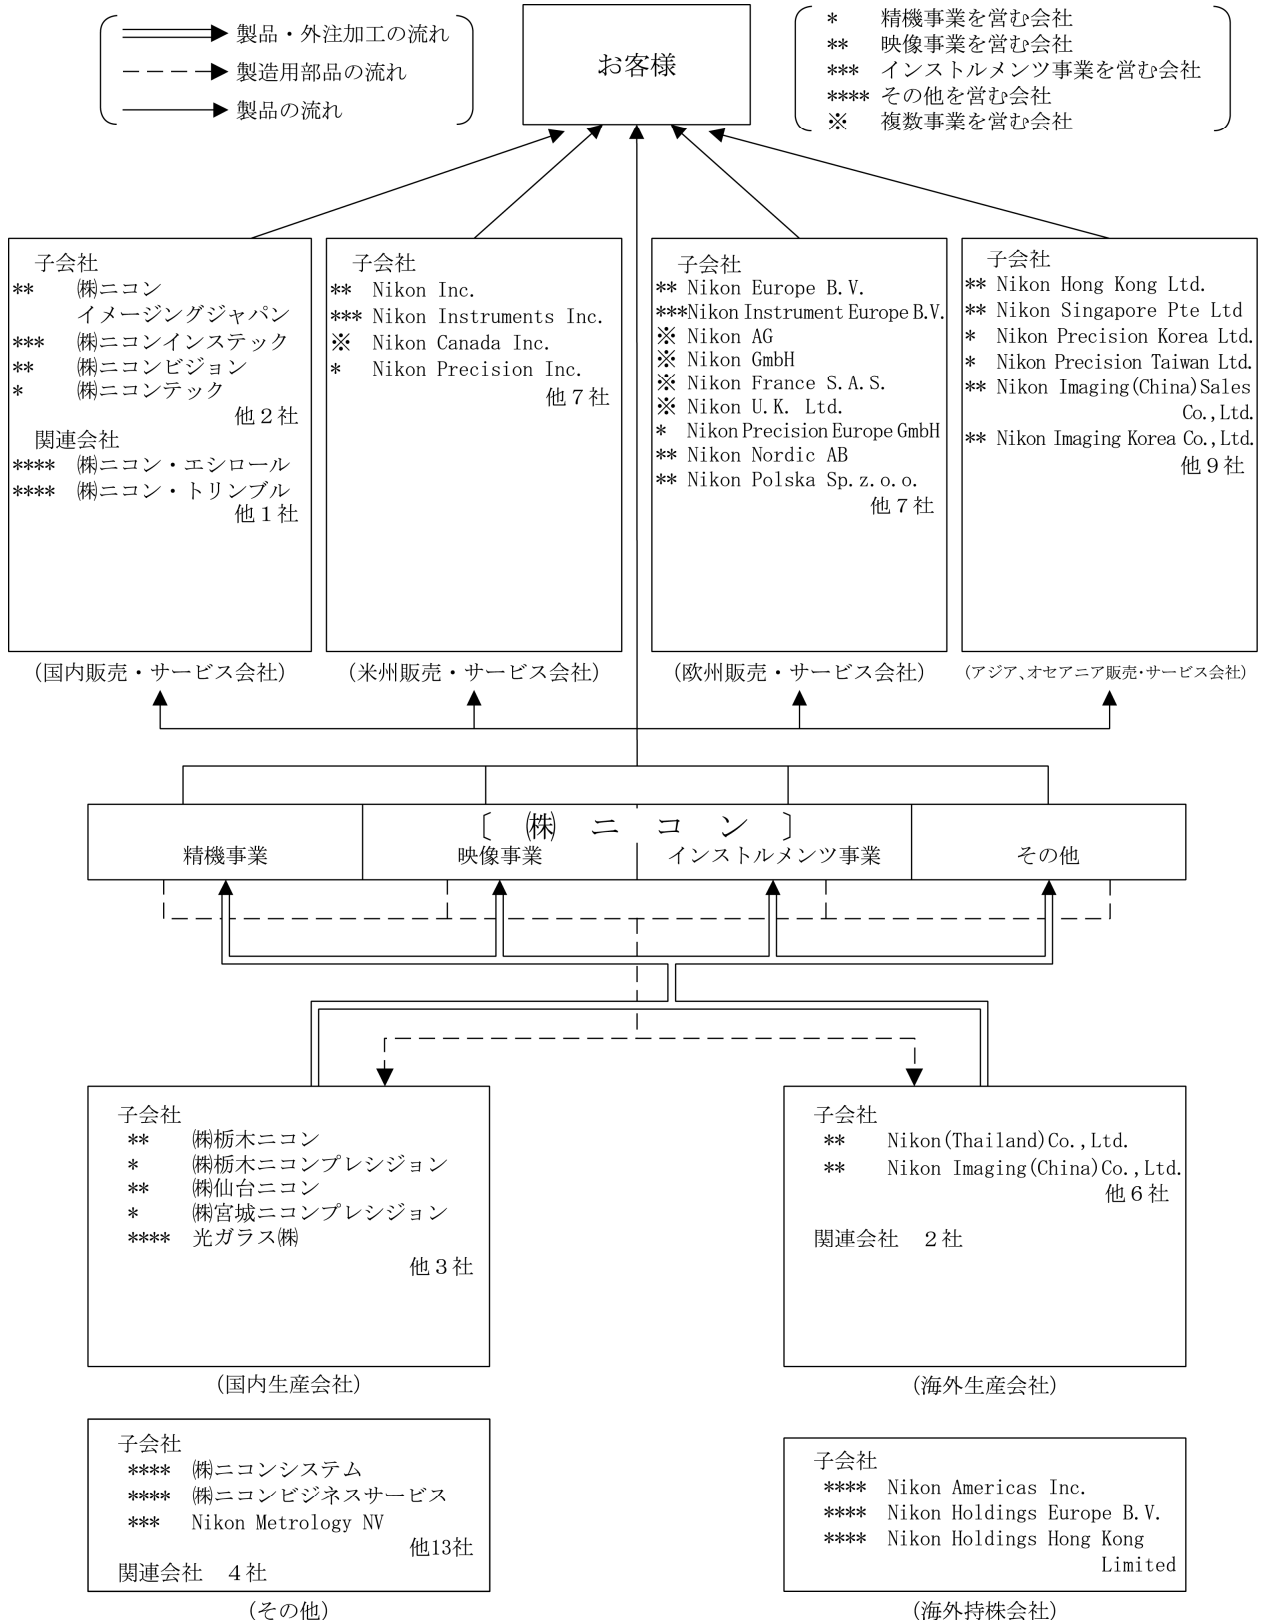 製品・外注加工の流れ
製造用部品の流れ
製品の流れ
お客様
* 精機事業を営む会社
** 映像事業を営む会社
*** インストルメンツ事業を営む会社
**** その他を営む会社
※ 複数事業を営む会社
子会社
** ㈱ニコン
イメージングジャパン
*** ㈱ニコンインステック
** ㈱ニコンビジョン
* ㈱ニコンテック
他2社
関連会社
**** ㈱ニコン・エシロール
**** ㈱ニコン・トリンブル
他1社
(国内販売・サービス会社)
子会社
** Nikon Inc.
*** Nikon Instruments Inc.
※ Nikon Canada Inc.
* Nikon Precision Inc.
他7社
(米州販売・サービス会社)
子会社
** Nikon Europe B.V.
***Nikon Instrument Europe B.V.
※ Nikon AG
※ Nikon GmbH
※ Nikon France S.A.S.
※ Nikon U.K. Ltd.
* Nikon Precision Europe GmbH
** Nikon Nordic AB
** Nikon Polska Sp.z.o.o.
他7社
(欧州販売・サービス会社)
子会社
** Nikon Hong Kong Ltd.
** Nikon Singapore Pte Ltd
* Nikon Precision Korea Ltd.
* Nikon Precision Taiwan Ltd.
** Nikon Imaging(China)Sales
Co.,Ltd.
** Nikon Imaging Korea Co.,Ltd.
他9社
(アジア、オセアニア販売・サービス会社)
〔 ㈱ ニ コ ン 〕
精機事業
映像事業
インストルメンツ事業
その他
子会社
** ㈱栃木ニコン
* ㈱栃木ニコンプレシジョン
** ㈱仙台ニコン
* ㈱宮城ニコンプレシジョン
**** 光ガラス㈱
他3社
(国内生産会社)
子会社
** Nikon(Thailand)Co.,Ltd.
** Nikon Imaging(China)Co.,Ltd.
他6社
関連会社 2社
(海外生産会社)
子会社
**** ㈱ニコンシステム
**** ㈱ニコンビジネスサービス
*** Nikon Metrology NV
他13社
関連会社 4社
(その他)
子会社
**** Nikon Americas Inc.
**** Nikon Holdings Europe B.V.
**** Nikon Holdings Hong Kong
Limited
(海外持株会社)